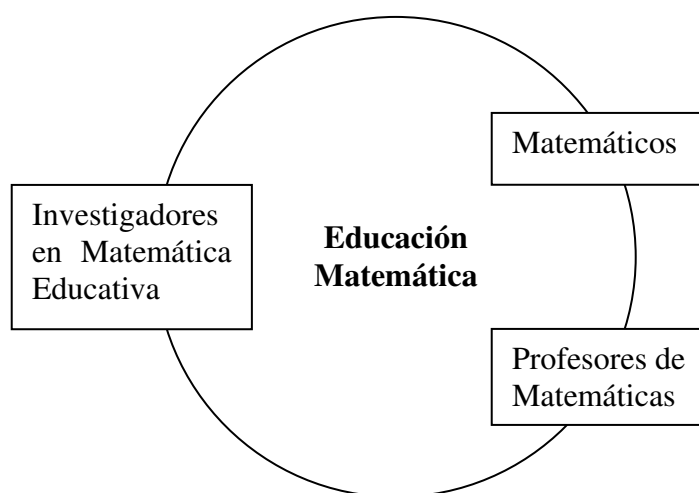 Matemáticos
Investigadores
en Matemática
Educativa
Educación
Matemática
Profesores de
Matemáticas